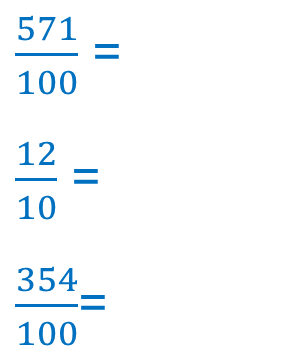 571/100 =
12/10 =
354/100 =